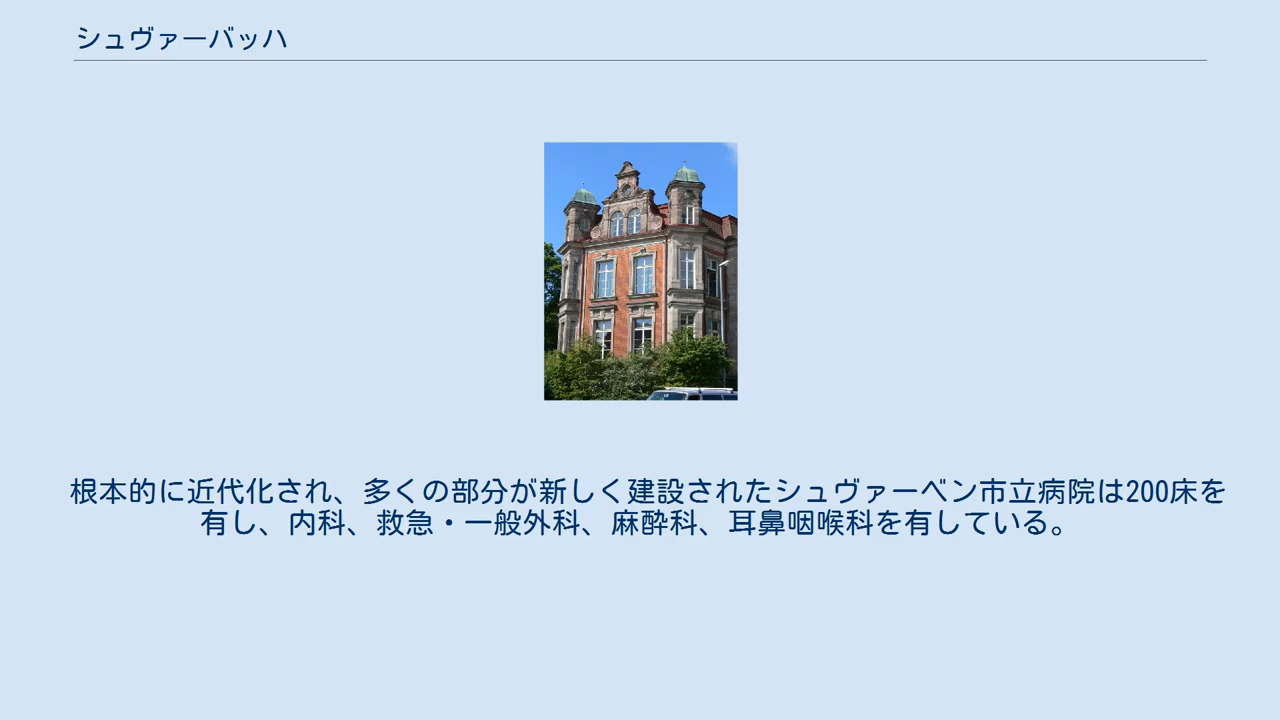 シュヴァーバッハ
根本的に近代化され、多くの部分が新しく建設されたシュヴァーベン市立病院は200床を
有し、内科、救急・一般外科、麻酔科、耳鼻咽喉科を有している。